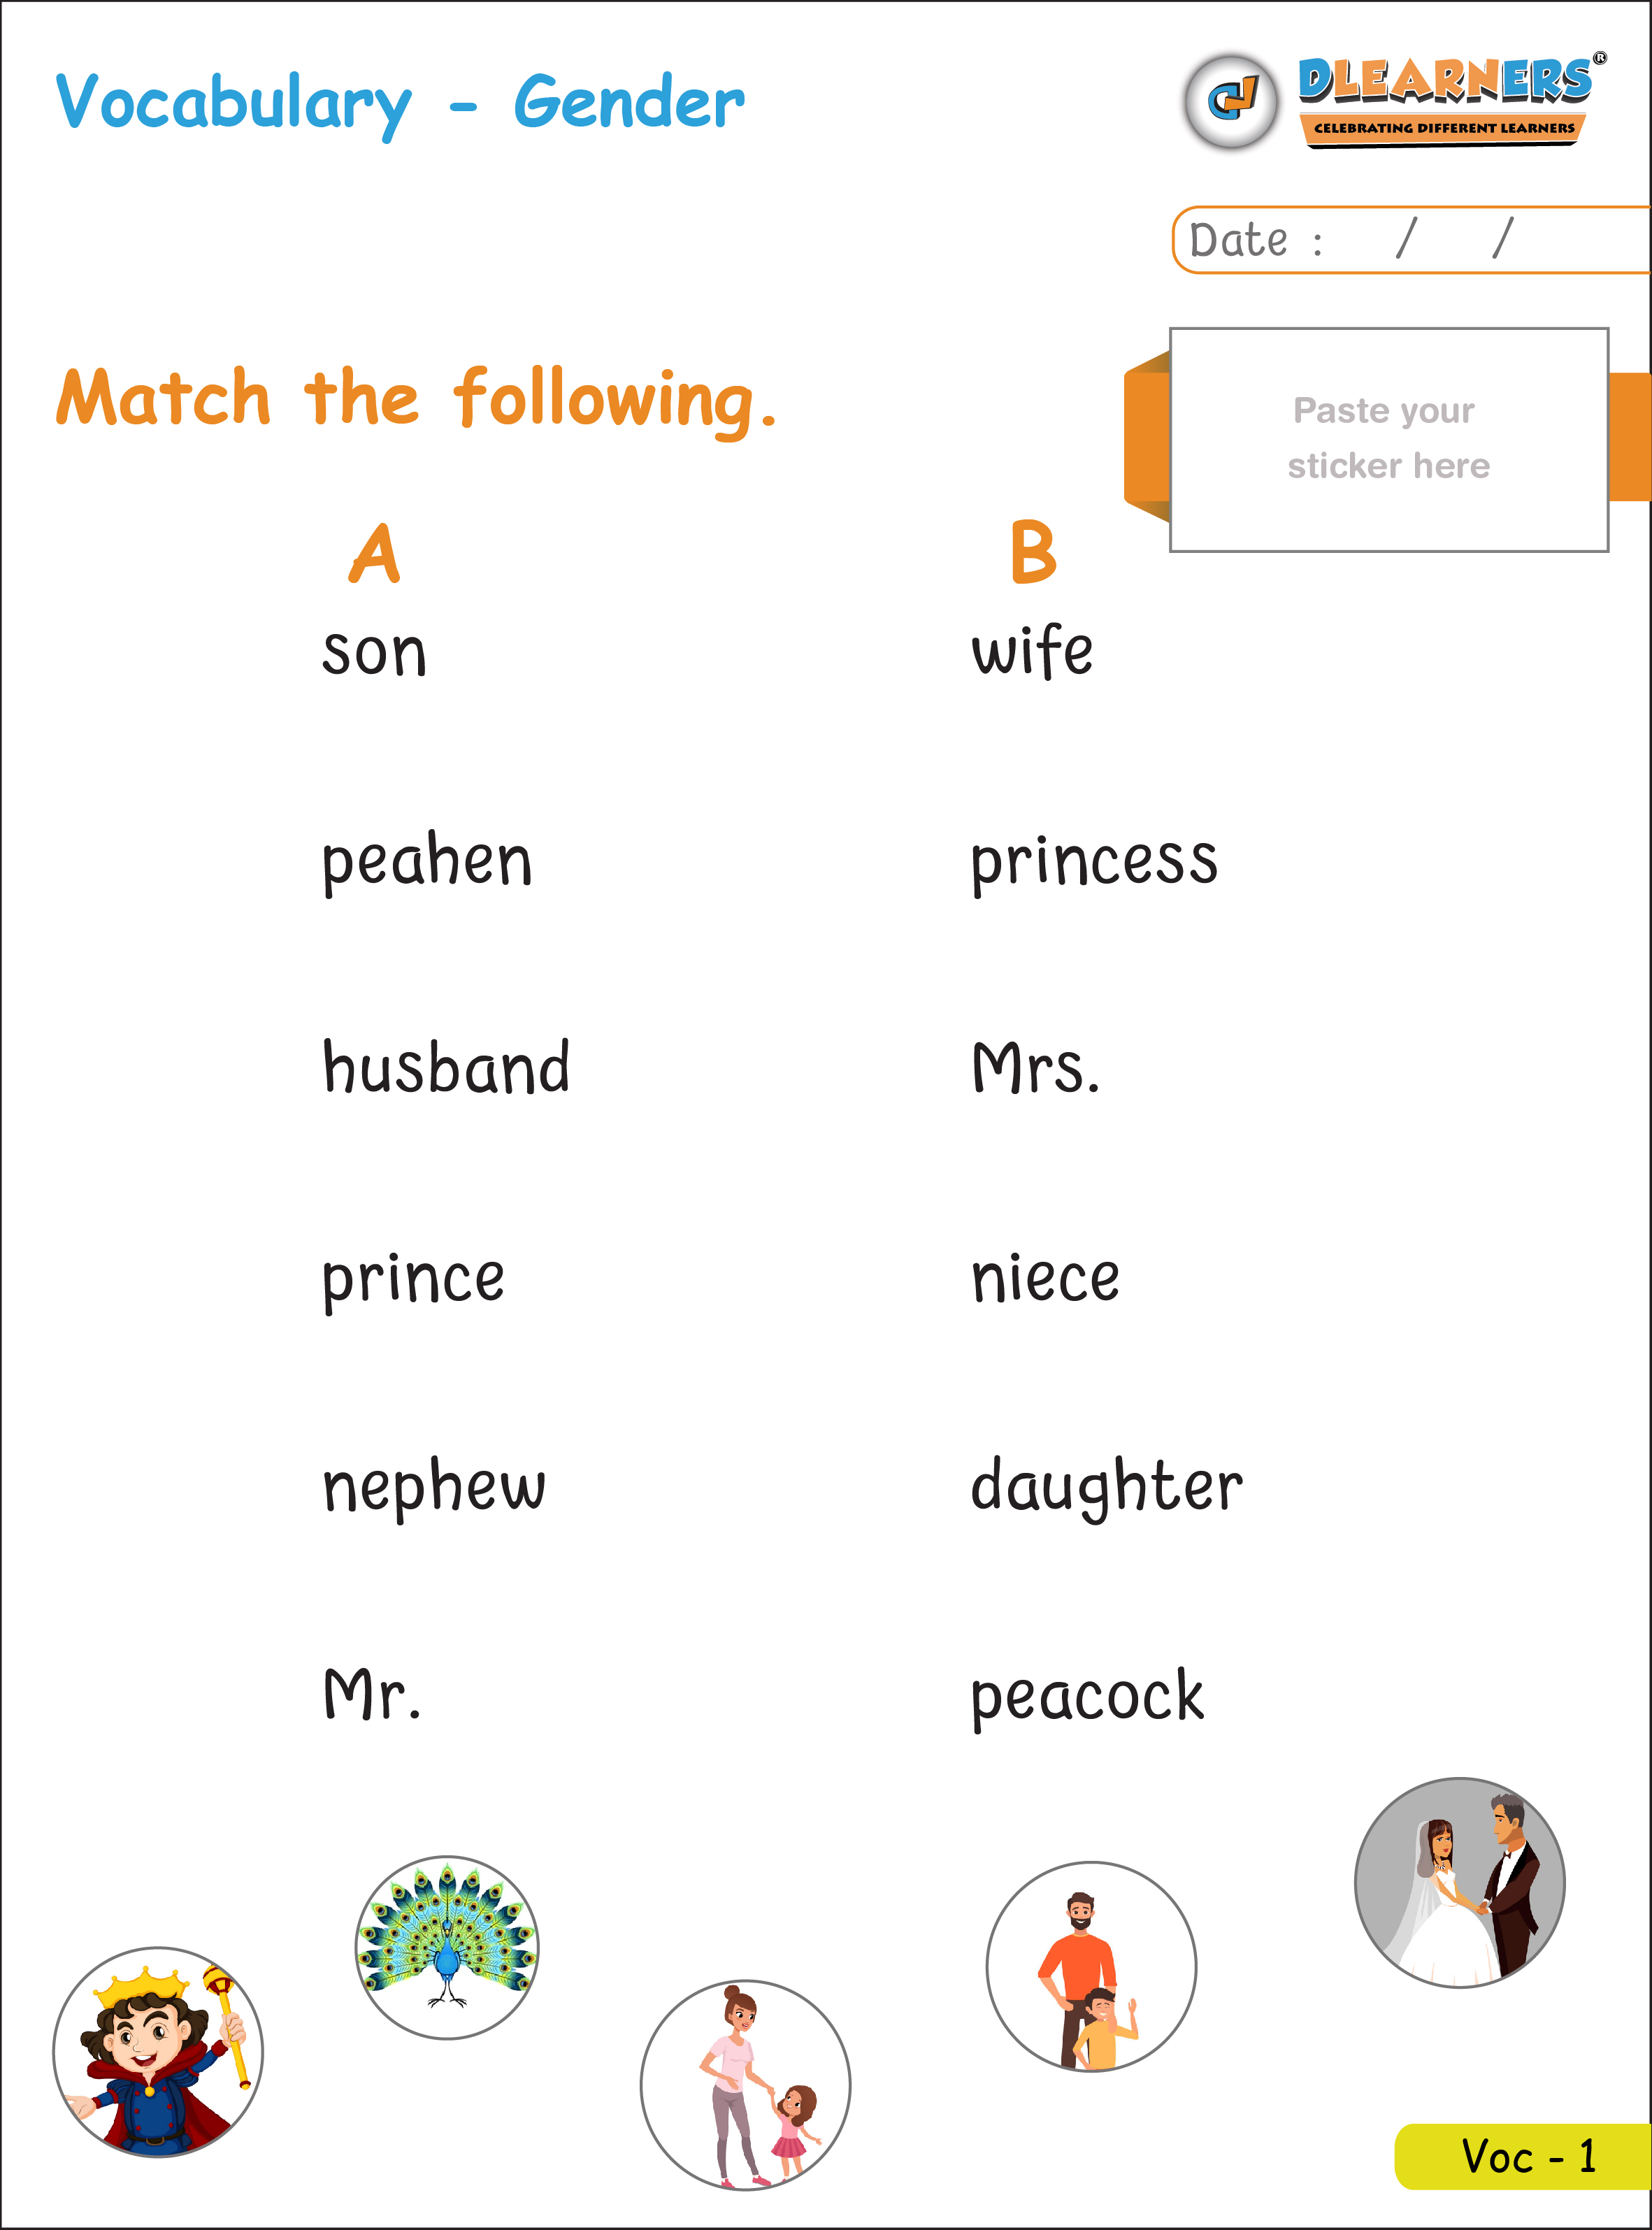 Vocabulary - Gender
DLEARNERS®
CELEBRATING DIFFERENT LEARNERS
Date : / /
Match the following.
Paste your
sticker here
A B
son wife
peahen princess
husband Mrs.
prince niece
nephew daughter
Mr. peacock
Voc - 1